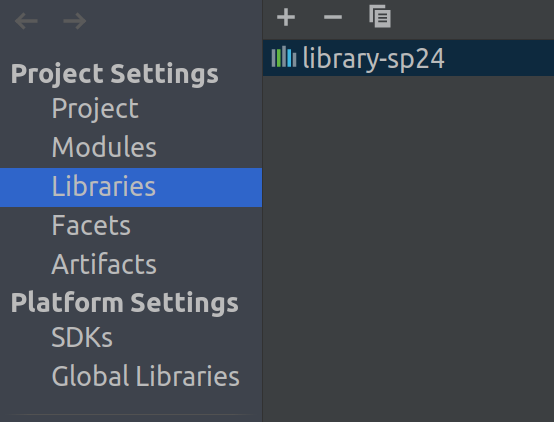 Project Settings
Project
Modules
Libraries
Facets
Artifacts
Platform Settings
SDKs
Global Libraries
library-sp24